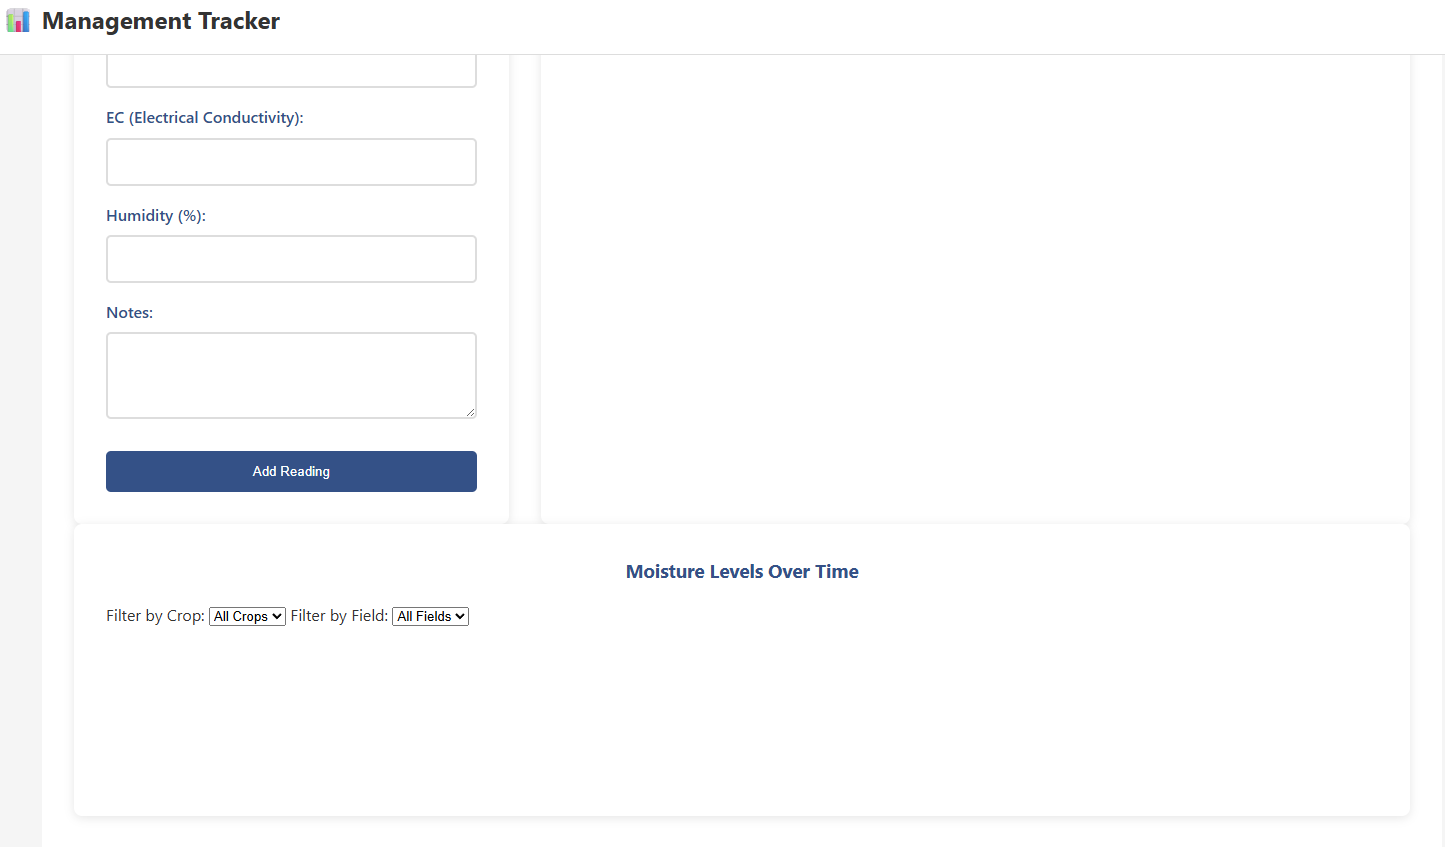 Management Tracker
EC (Electrical Conductivity):
Humidity (%):
Notes:
Add Reading
Moisture Levels Over Time
Filter by Crop: All Crops Filter by Field: All Fields